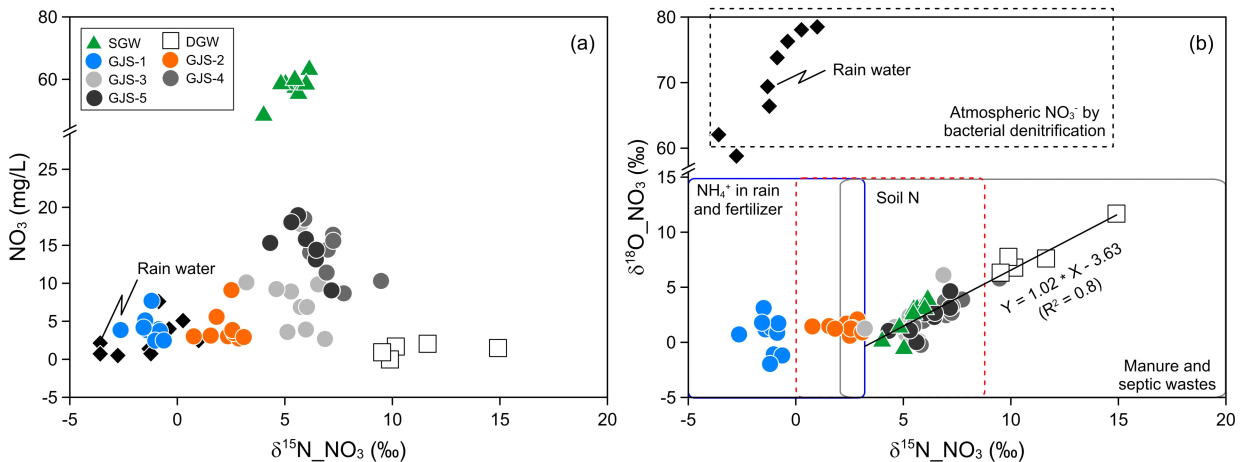 80
60
25
20
15
10
5
0
-5
NO₃ (mg/L)
(a)
SGW
DGW
GJS-1
GJS-2
GJS-3
GJS-4
GJS-5
Rain water
-5 0 5 10 15 20
δ¹⁵N_NO₃ (‰)
80
70
60
15
10
5
0
-5
δ¹⁸O_NO₃ (‰)
(b)
Rain water
Atmospheric NO₃⁻ by
bacterial denitrification
NH₄⁺ in rain
and fertilizer
Soil N
Y = 1.02 * X - 3.63
(R² = 0.8)
Manure and
septic wastes
-5 0 5 10 15 20
δ¹⁵N_NO₃ (‰)